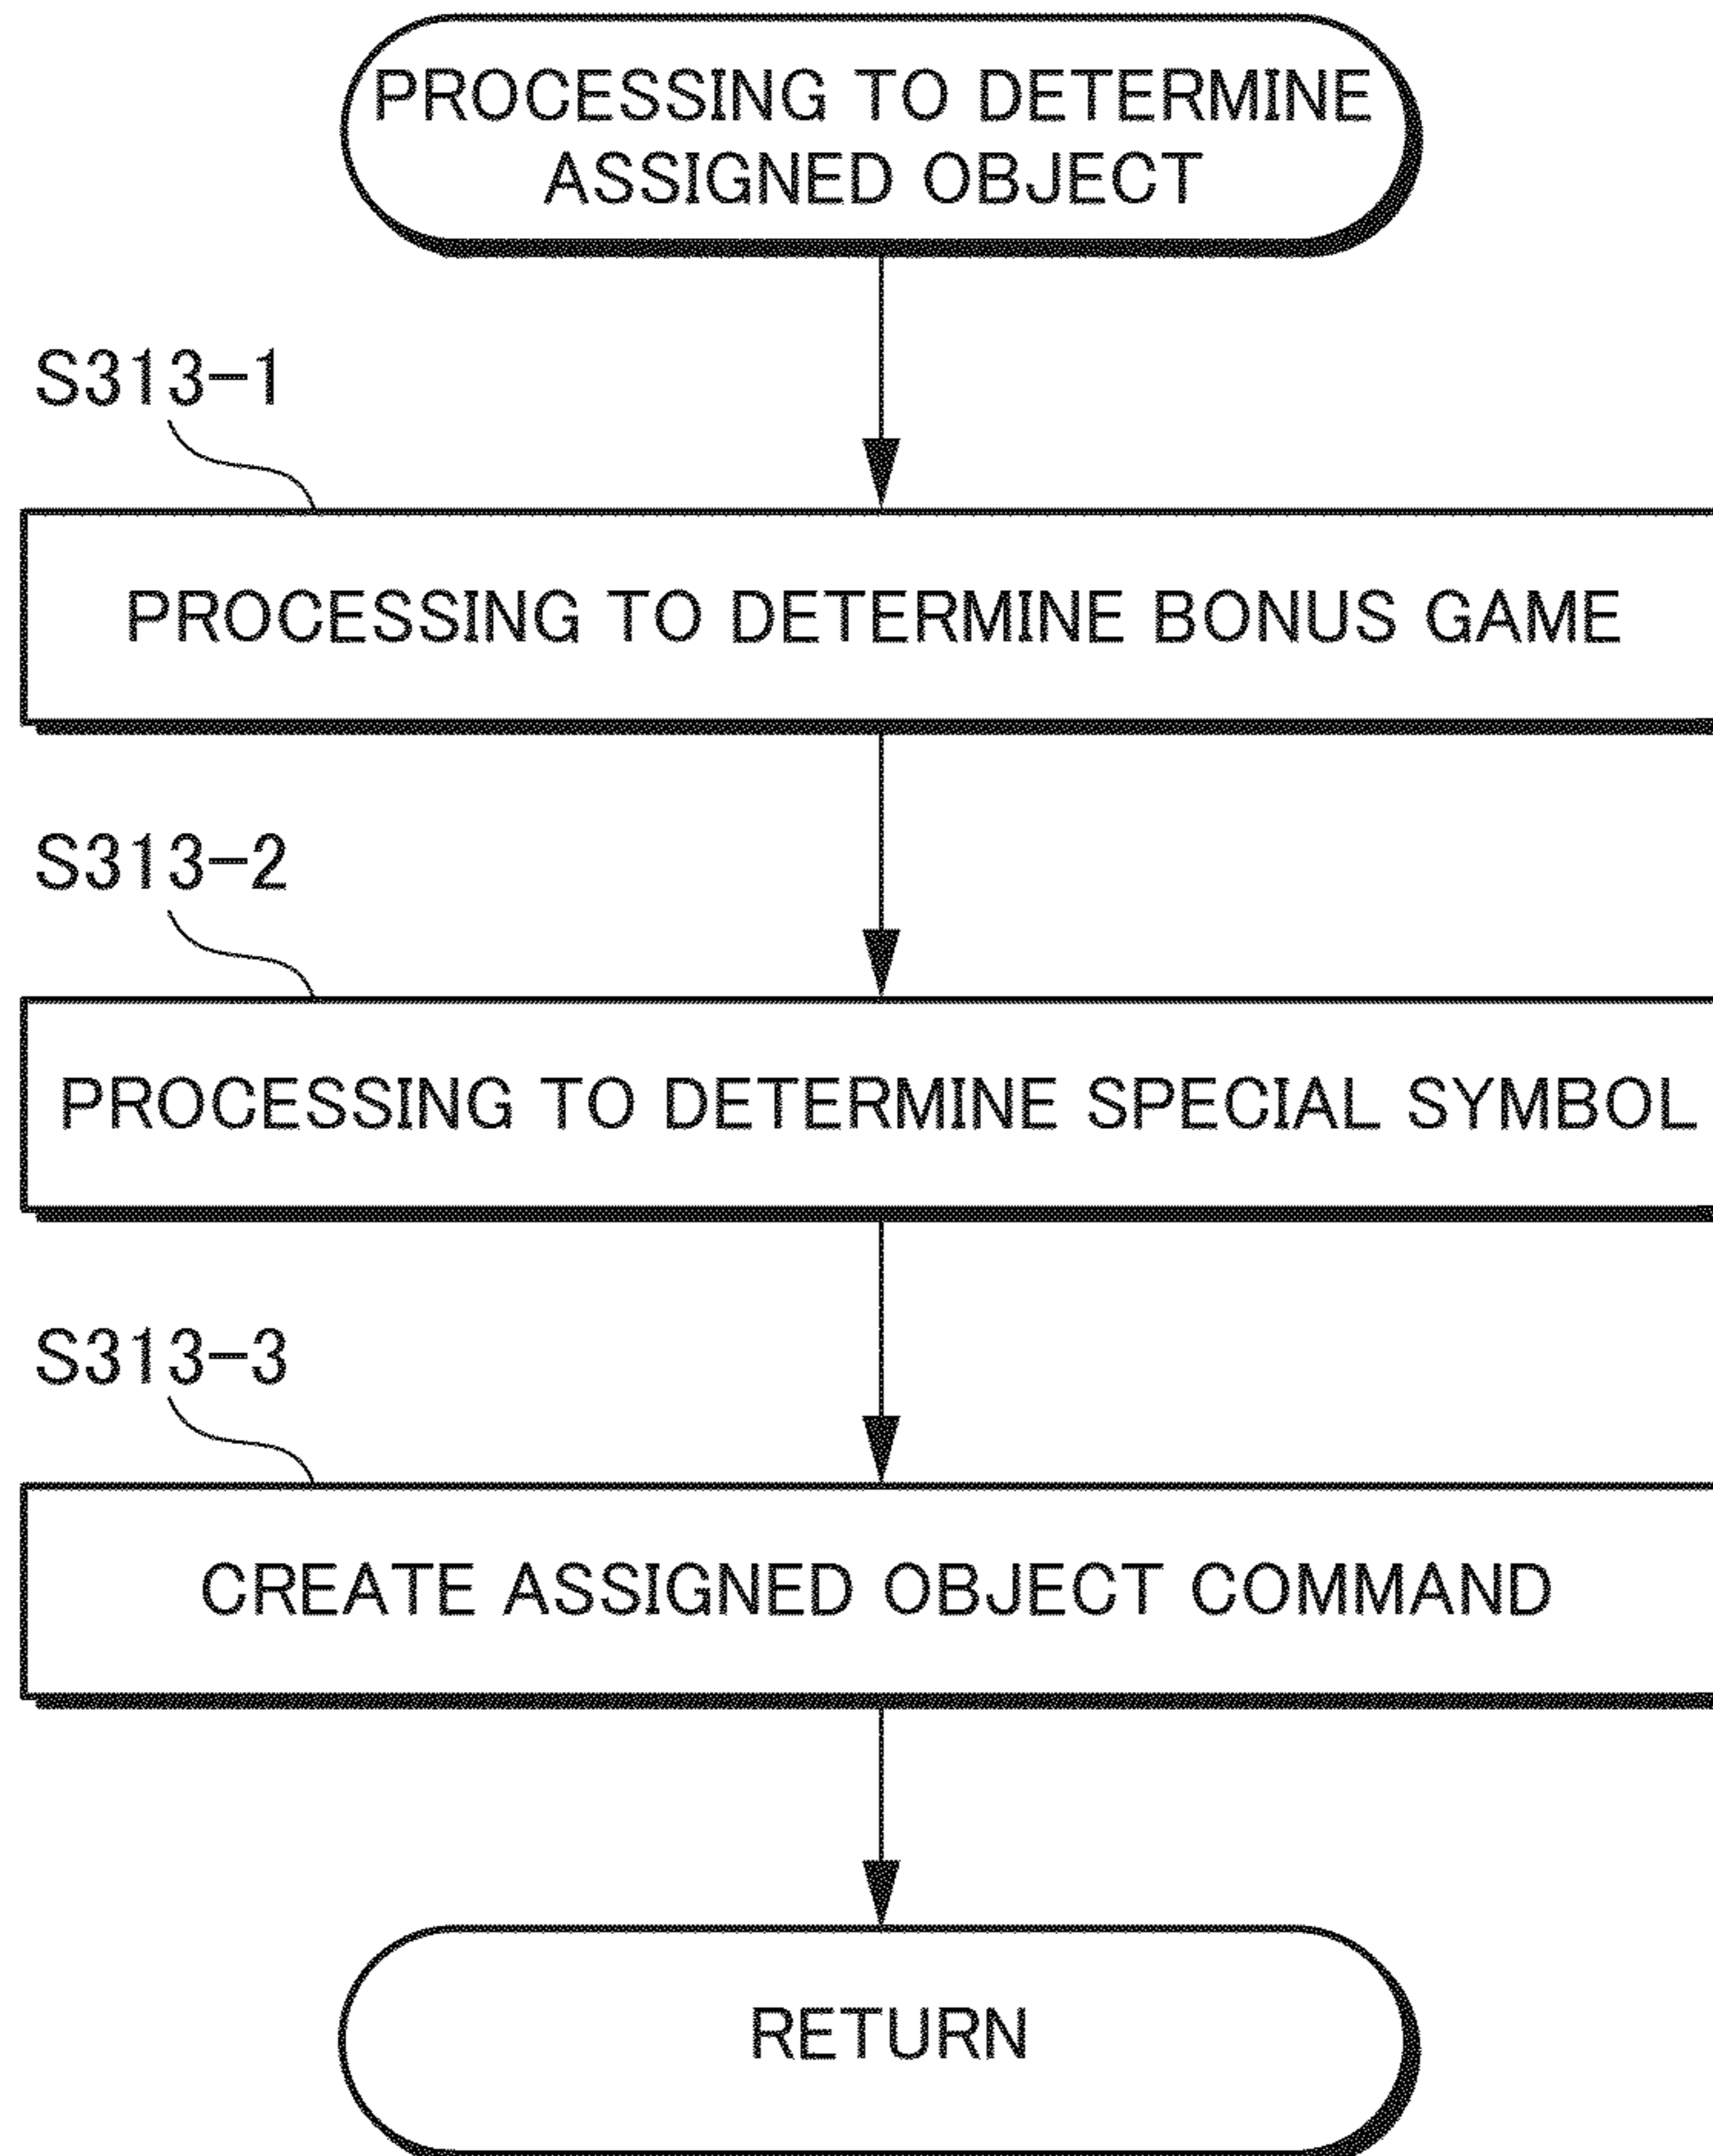 PROCESSING TO DETERMINE
ASSIGNED OBJECT
S313-1
PROCESSING TO DETERMINE BONUS GAME
S313-2
PROCESSING TO DETERMINE SPECIAL SYMBOL
S313-3
CREATE ASSIGNED OBJECT COMMAND
RETURN